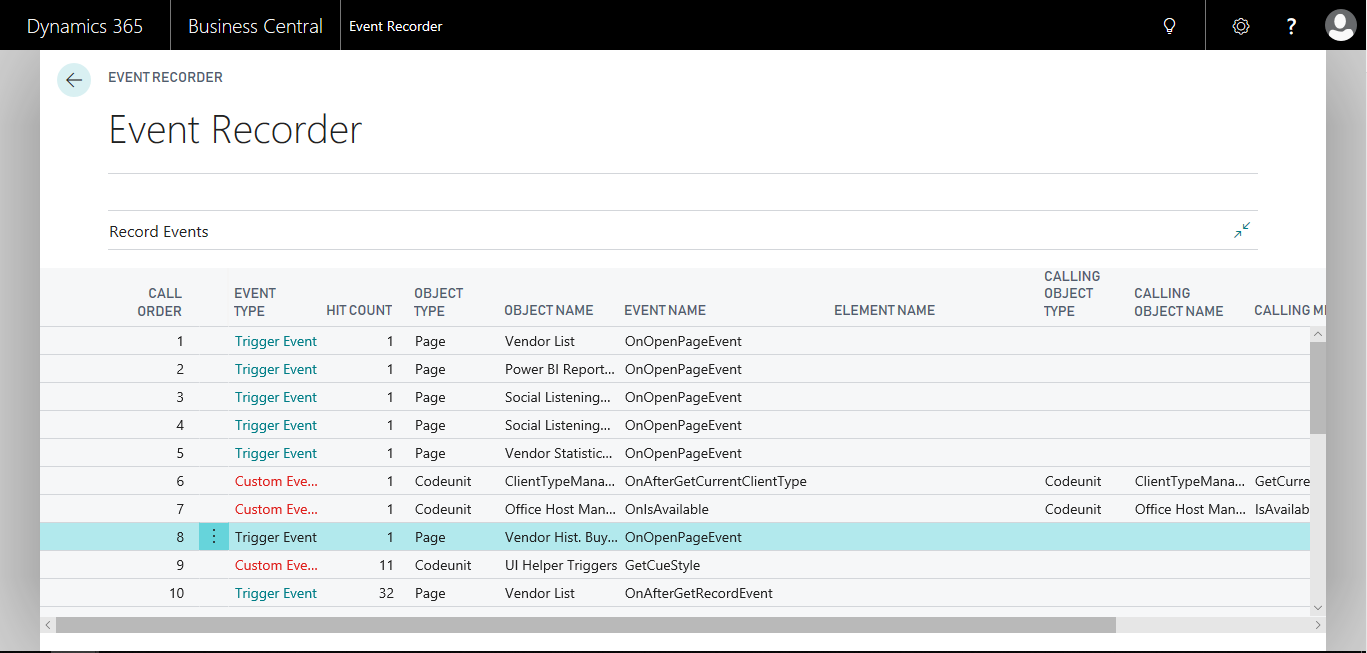 Dynamics 365 Business Central Event Recorder ?
EVENT RECORDER
Event Recorder
Record Events
CALL ORDER EVENT TYPE HIT COUNT OBJECT TYPE OBJECT NAME EVENT NAME ELEMENT NAME CALLING OBJECT TYPE CALLING OBJECT NAME CALLING M
1 Trigger Event 1 Page Vendor List OnOpenPageEvent
2 Trigger Event 1 Page Power BI Report... OnOpenPageEvent
3 Trigger Event 1 Page Social Listening... OnOpenPageEvent
4 Trigger Event 1 Page Social Listening... OnOpenPageEvent
5 Trigger Event 1 Page Vendor Statistic... OnOpenPageEvent
6 Custom Eve... 1 Codeunit ClientTypeMana... OnAfterGetCurrentClientType Codeunit ClientTypeMana... GetCurre
7 Custom Eve... 1 Codeunit Office Host Man... OnIsAvailable Codeunit Office Host Man... IsAvailab
8 Trigger Event 1 Page Vendor Hist. Buy... OnOpenPageEvent
9 Custom Eve... 11 Codeunit UI Helper Triggers GetCueStyle
10 Trigger Event 32 Page Vendor List OnAfterGetRecordEvent